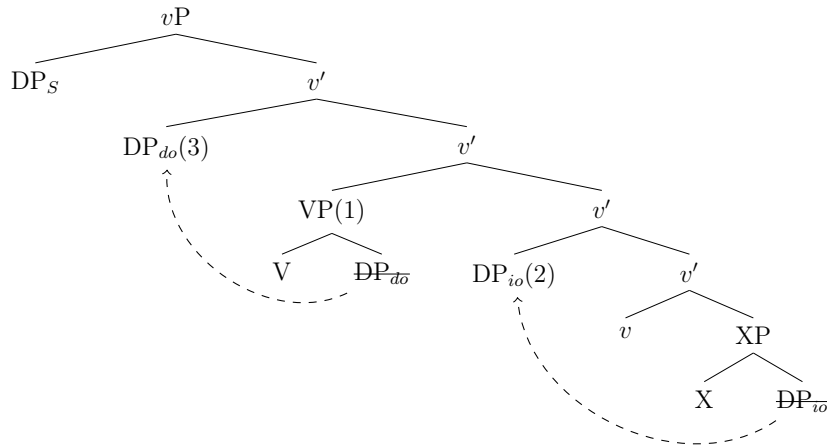 vP
DP_S v′
DP_do(3) v′
VP(1) v′
V DP_do DP_io(2) v′
v XP
X DP_io